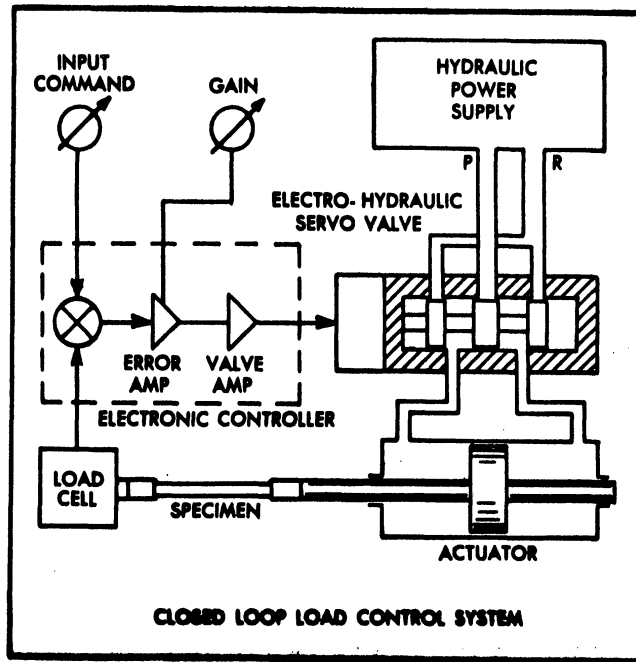 INPUT
COMMAND
GAIN
HYDRAULIC
POWER
SUPPLY
P
R
ELECTRO-HYDRAULIC
SERVO VALVE
ERROR
AMP
VALVE
AMP
ELECTRONIC CONTROLLER
LOAD
CELL
SPECIMEN
ACTUATOR
CLOSED LOOP LOAD CONTROL SYSTEM